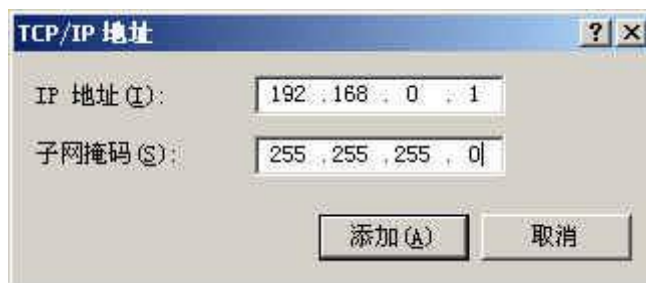 TCP/IP 地址
IP 地址(I): 192 .168 . 0 . 1
子网掩码(S): 255 .255 .255 . 0
添加(A) 取消